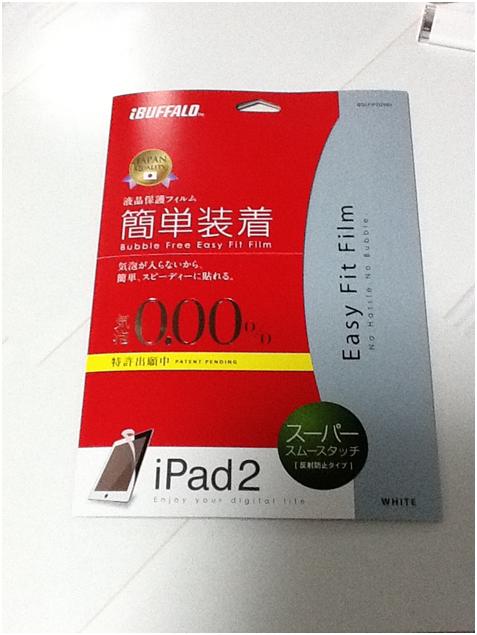 iBUFFALO™
JAPAN
QUALITY
液晶保護フィルム
簡単装着
Bubble Free Easy Fit Film
気泡が入らないから、
簡単、スピーディーに貼れる。
気泡 0.00%
特許出願中 PATENT PENDING
Easy Fit Film
No Hassle No Bubble
スーパー
スムースタッチ
[反射防止タイプ]
iPad2
Enjoy your digital life
WHITE